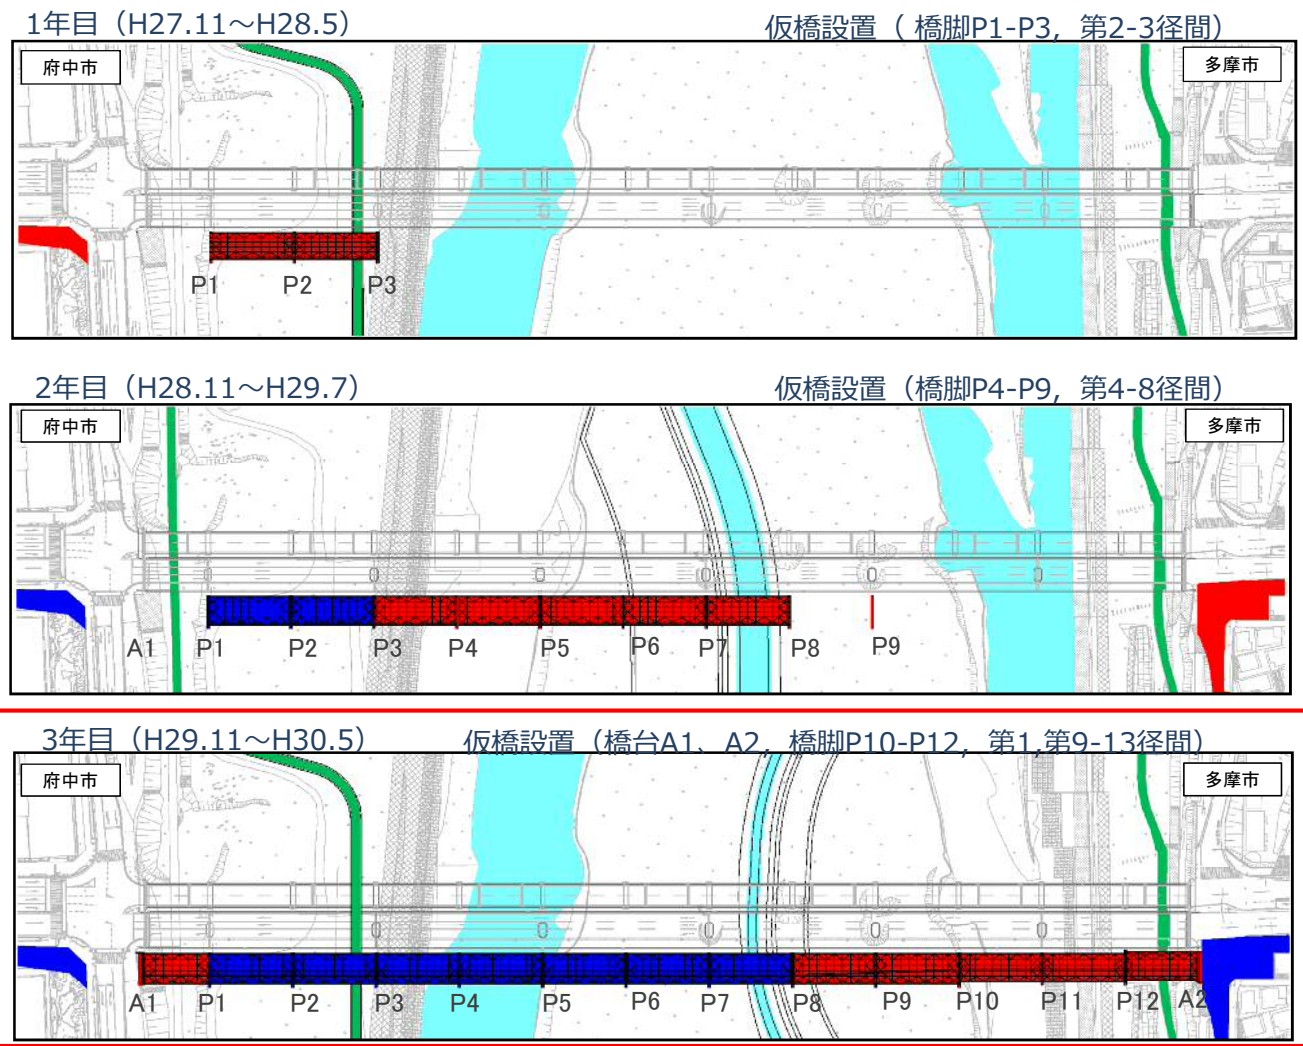 1年目（H27.11～H28.5）
仮橋設置（ 橋脚P1-P3，第2-3径間）
府中市
多摩市
P1 P2 P3
2年目（H28.11～H29.7）
仮橋設置（橋脚P4-P9，第4-8径間）
府中市
多摩市
A1 P1 P2 P3 P4 P5 P6 P7 P8 P9
3年目（H29.11～H30.5）
仮橋設置（橋台A1、A2，橋脚P10-P12，第1,第9-13径間）
府中市
多摩市
A1 P1 P2 P3 P4 P5 P6 P7 P8 P9 P10 P11 P12 A2